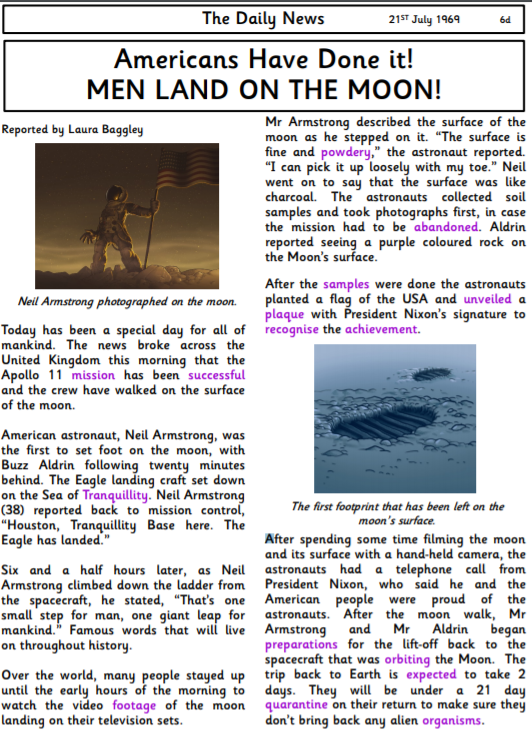 The Daily News
21ST July 1969
6d
Americans Have Done it!
MEN LAND ON THE MOON!
Reported by Laura Baggley
Neil Armstrong photographed on the moon.
Today has been a special day for all of
mankind. The news broke across the
United Kingdom this morning that the
Apollo 11 mission has been successful
and the crew have walked on the surface
of the moon.
American astronaut, Neil Armstrong, was
the first to set foot on the moon, with
Buzz Aldrin following twenty minutes
behind. The Eagle landing craft set down
on the Sea of Tranquillity. Neil Armstrong
(38) reported back to mission control,
“Houston, Tranquillity Base here. The
Eagle has landed.”
Six and a half hours later, as Neil
Armstrong climbed down the ladder from
the spacecraft, he stated, “That’s one
small step for man, one giant leap for
mankind.” Famous words that will live
on throughout history.
Over the world, many people stayed up
until the early hours of the morning to
watch the video footage of the moon
landing on their television sets.
Mr Armstrong described the surface of the
moon as he stepped on it. “The surface is
fine and powdery,” the astronaut reported.
“I can pick it up loosely with my toe.” Neil
went on to say that the surface was like
charcoal. The astronauts collected soil
samples and took photographs first, in case
the mission had to be abandoned. Aldrin
reported seeing a purple coloured rock on
the Moon’s surface.
After the samples were done the astronauts
planted a flag of the USA and unveiled a
plaque with President Nixon’s signature to
recognise the achievement.
The first footprint that has been left on the
moon’s surface.
After spending some time filming the moon
and its surface with a hand-held camera, the
astronauts had a telephone call from
President Nixon, who said he and the
American people were proud of the
astronauts. After the moon walk, Mr
Armstrong and Mr Aldrin began
preparations for the lift-off back to the
spacecraft that was orbiting the Moon. The
trip back to Earth is expected to take 2
days. They will be under a 21 day
quarantine on their return to make sure they
don’t bring back any alien organisms.